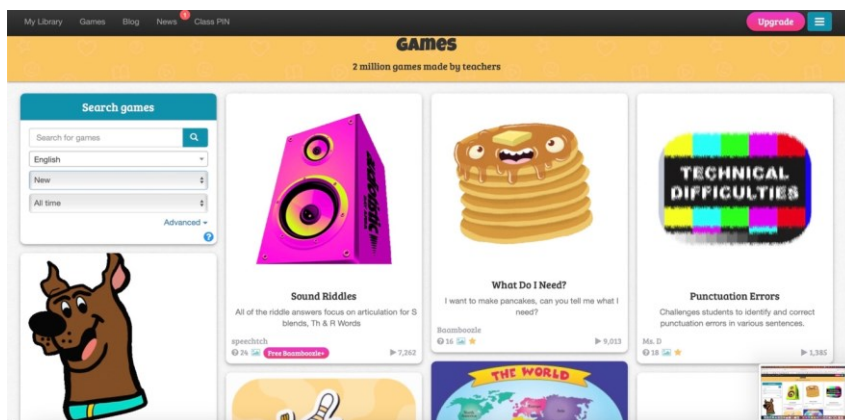 My Library Games Blog News 1 Class PIN Upgrade
GAMES
2 million games made by teachers
Search games
Search for games
English
New
All time
Advanced
?
Sound Riddles
All of the riddle answers focus on articulation for S
blends, Th & R Words
speechtch
24 Free Baamboozle+ 7,262
What Do I Need?
I want to make pancakes, can you tell me what I
need?
Baamboozle
16 9,013
TECHNICAL
DIFFICULTIES
Punctuation Errors
Challenges students to identify and correct
punctuation errors in various sentences.
Ms. D
18 1,385
THE WORLD